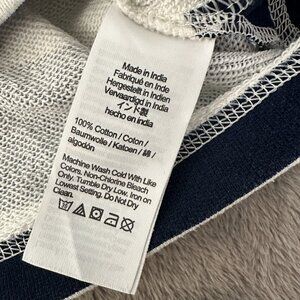 Made in India
Fabriqué en Inde
Hergestellt in Indien
Vervaardigd in India
インド製
hecho en india
100% Cotton / Coton /
Baumwolle / Katoen / 綿 /
algodón
Machine Wash Cold With Like
Colors. Non-Chlorine Bleach
Only. Tumble Dry Low. Iron on
Lowest Setting. Do Not Dry
Clean.